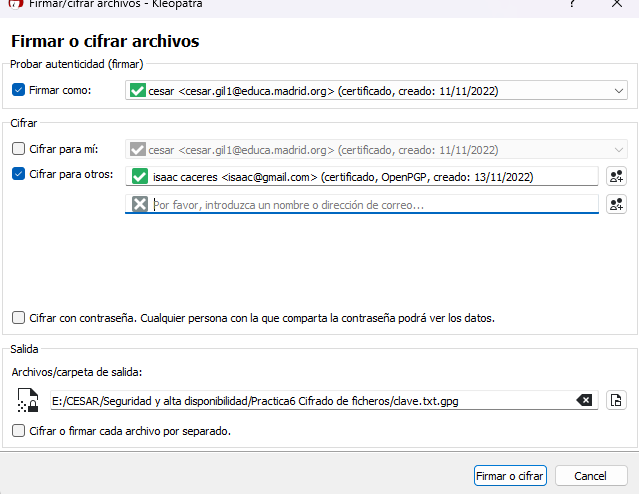 Firmar/cifrar archivos - Kleopatra
?
Firmar o cifrar archivos
Probar autenticidad (firmar)
Firmar como:
cesar <cesar.gil1@educa.madrid.org> (certificado, creado: 11/11/2022)
Cifrar
Cifrar para mí:
cesar <cesar.gil1@educa.madrid.org> (certificado, creado: 11/11/2022)
Cifrar para otros:
isaac caceres <isaac@gmail.com> (certificado, OpenPGP, creado: 13/11/2022)
Por favor, introduzca un nombre o dirección de correo...
Cifrar con contraseña. Cualquier persona con la que comparta la contraseña podrá ver los datos.
Salida
Archivos/carpeta de salida:
E:/CESAR/Seguridad y alta disponibilidad/Practica6 Cifrado de ficheros/clave.txt.gpg
Cifrar o firmar cada archivo por separado.
Firmar o cifrar
Cancel